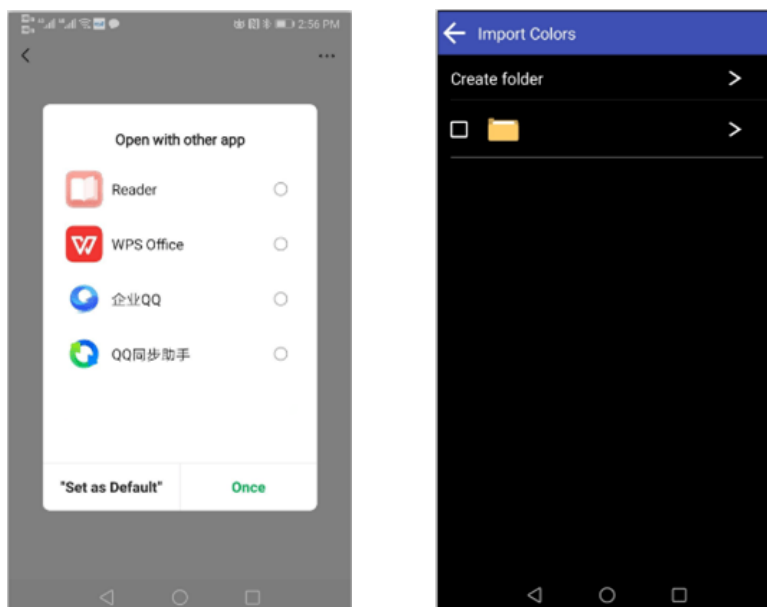 2:56 PM
Open with other app
Reader
WPS Office
企业QQ
QQ同步助手
"Set as Default"
Once
Import Colors
Create folder